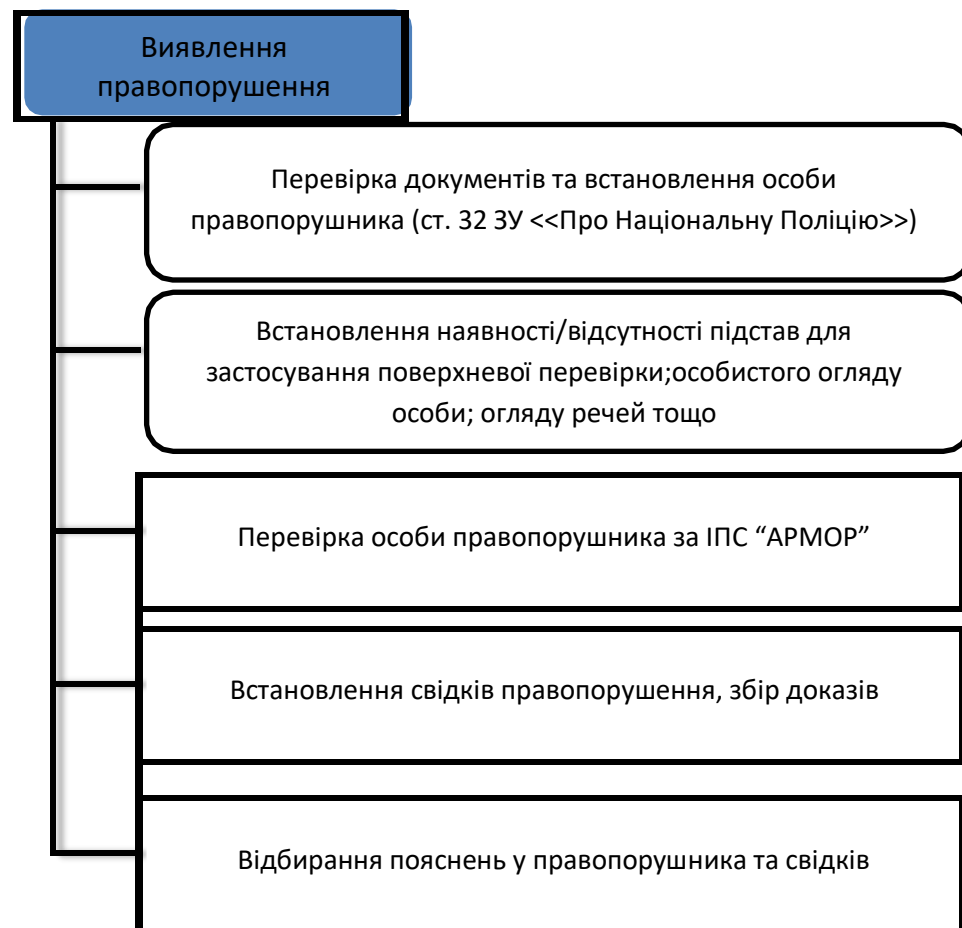 Виявлення
правопорушення
Перевірка документів та встановлення особи
правопорушника (ст. 32 ЗУ <<Про Національну Поліцію>>)
Встановлення наявності/відсутності підстав для
застосування поверхневої перевірки;особистого огляду
особи; огляду речей тощо
Перевірка особи правопорушника за ІПС “АРМОР”
Встановлення свідків правопорушення, збір доказів
Відбирання пояснень у правопорушника та свідків